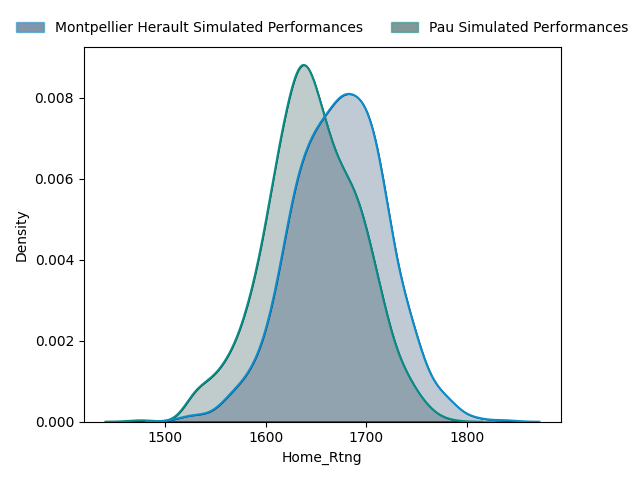 Montpellier Herault Simulated Performances
Pau Simulated Performances
0.008
0.006
0.004
0.002
0.000
Density
1500
1600
1700
1800
Home_Rtng